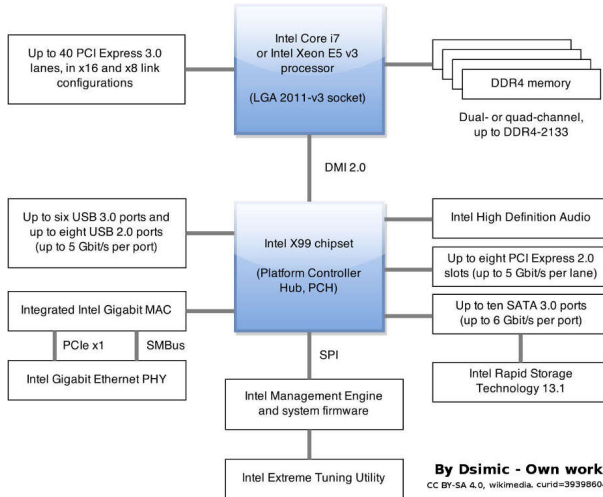 Up to 40 PCI Express 3.0
lanes, in x16 and x8 link
configurations
Intel Core i7
or Intel Xeon E5 v3
processor
(LGA 2011-v3 socket)
DDR4 memory
Dual- or quad-channel,
up to DDR4-2133
DMI 2.0
Up to six USB 3.0 ports and
up to eight USB 2.0 ports
(up to 5 Gbit/s per port)
Intel X99 chipset
(Platform Controller
Hub, PCH)
Intel High Definition Audio
Up to eight PCI Express 2.0
slots (up to 5 Gbit/s per lane)
Integrated Intel Gigabit MAC
Up to ten SATA 3.0 ports
(up to 6 Gbit/s per port)
PCIe x1
SMBus
SPI
Intel Gigabit Ethernet PHY
Intel Rapid Storage
Technology 13.1
Intel Management Engine
and system firmware
Intel Extreme Tuning Utility
By Dsimic - Own work
CC BY-SA 4.0, wikimedia. curid=3939860